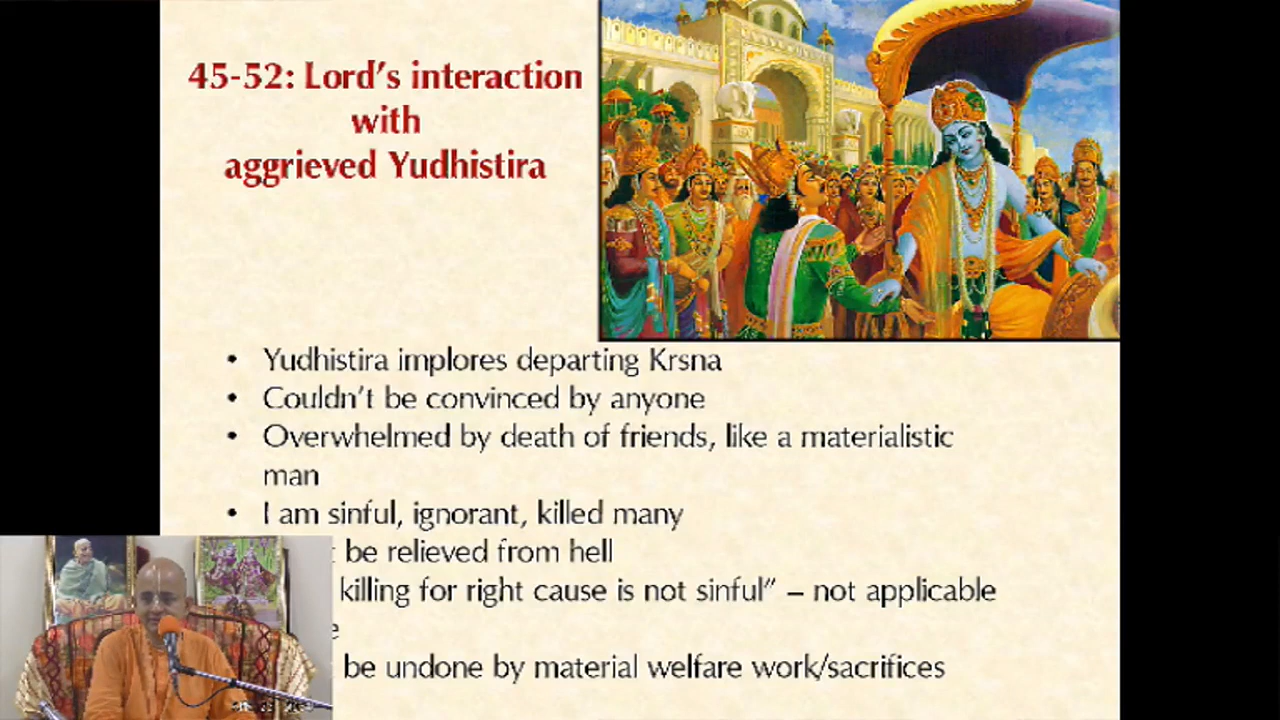 45-52: Lord's interaction
with
aggrieved Yudhistira
• Yudhistira implores departing Krsna
• Couldn't be convinced by anyone
• Overwhelmed by death of friends, like a materialistic
man
• I am sinful, ignorant, killed many
be relieved from hell
killing for right cause is not sinful” – not applicable
be undone by material welfare work/sacrifices